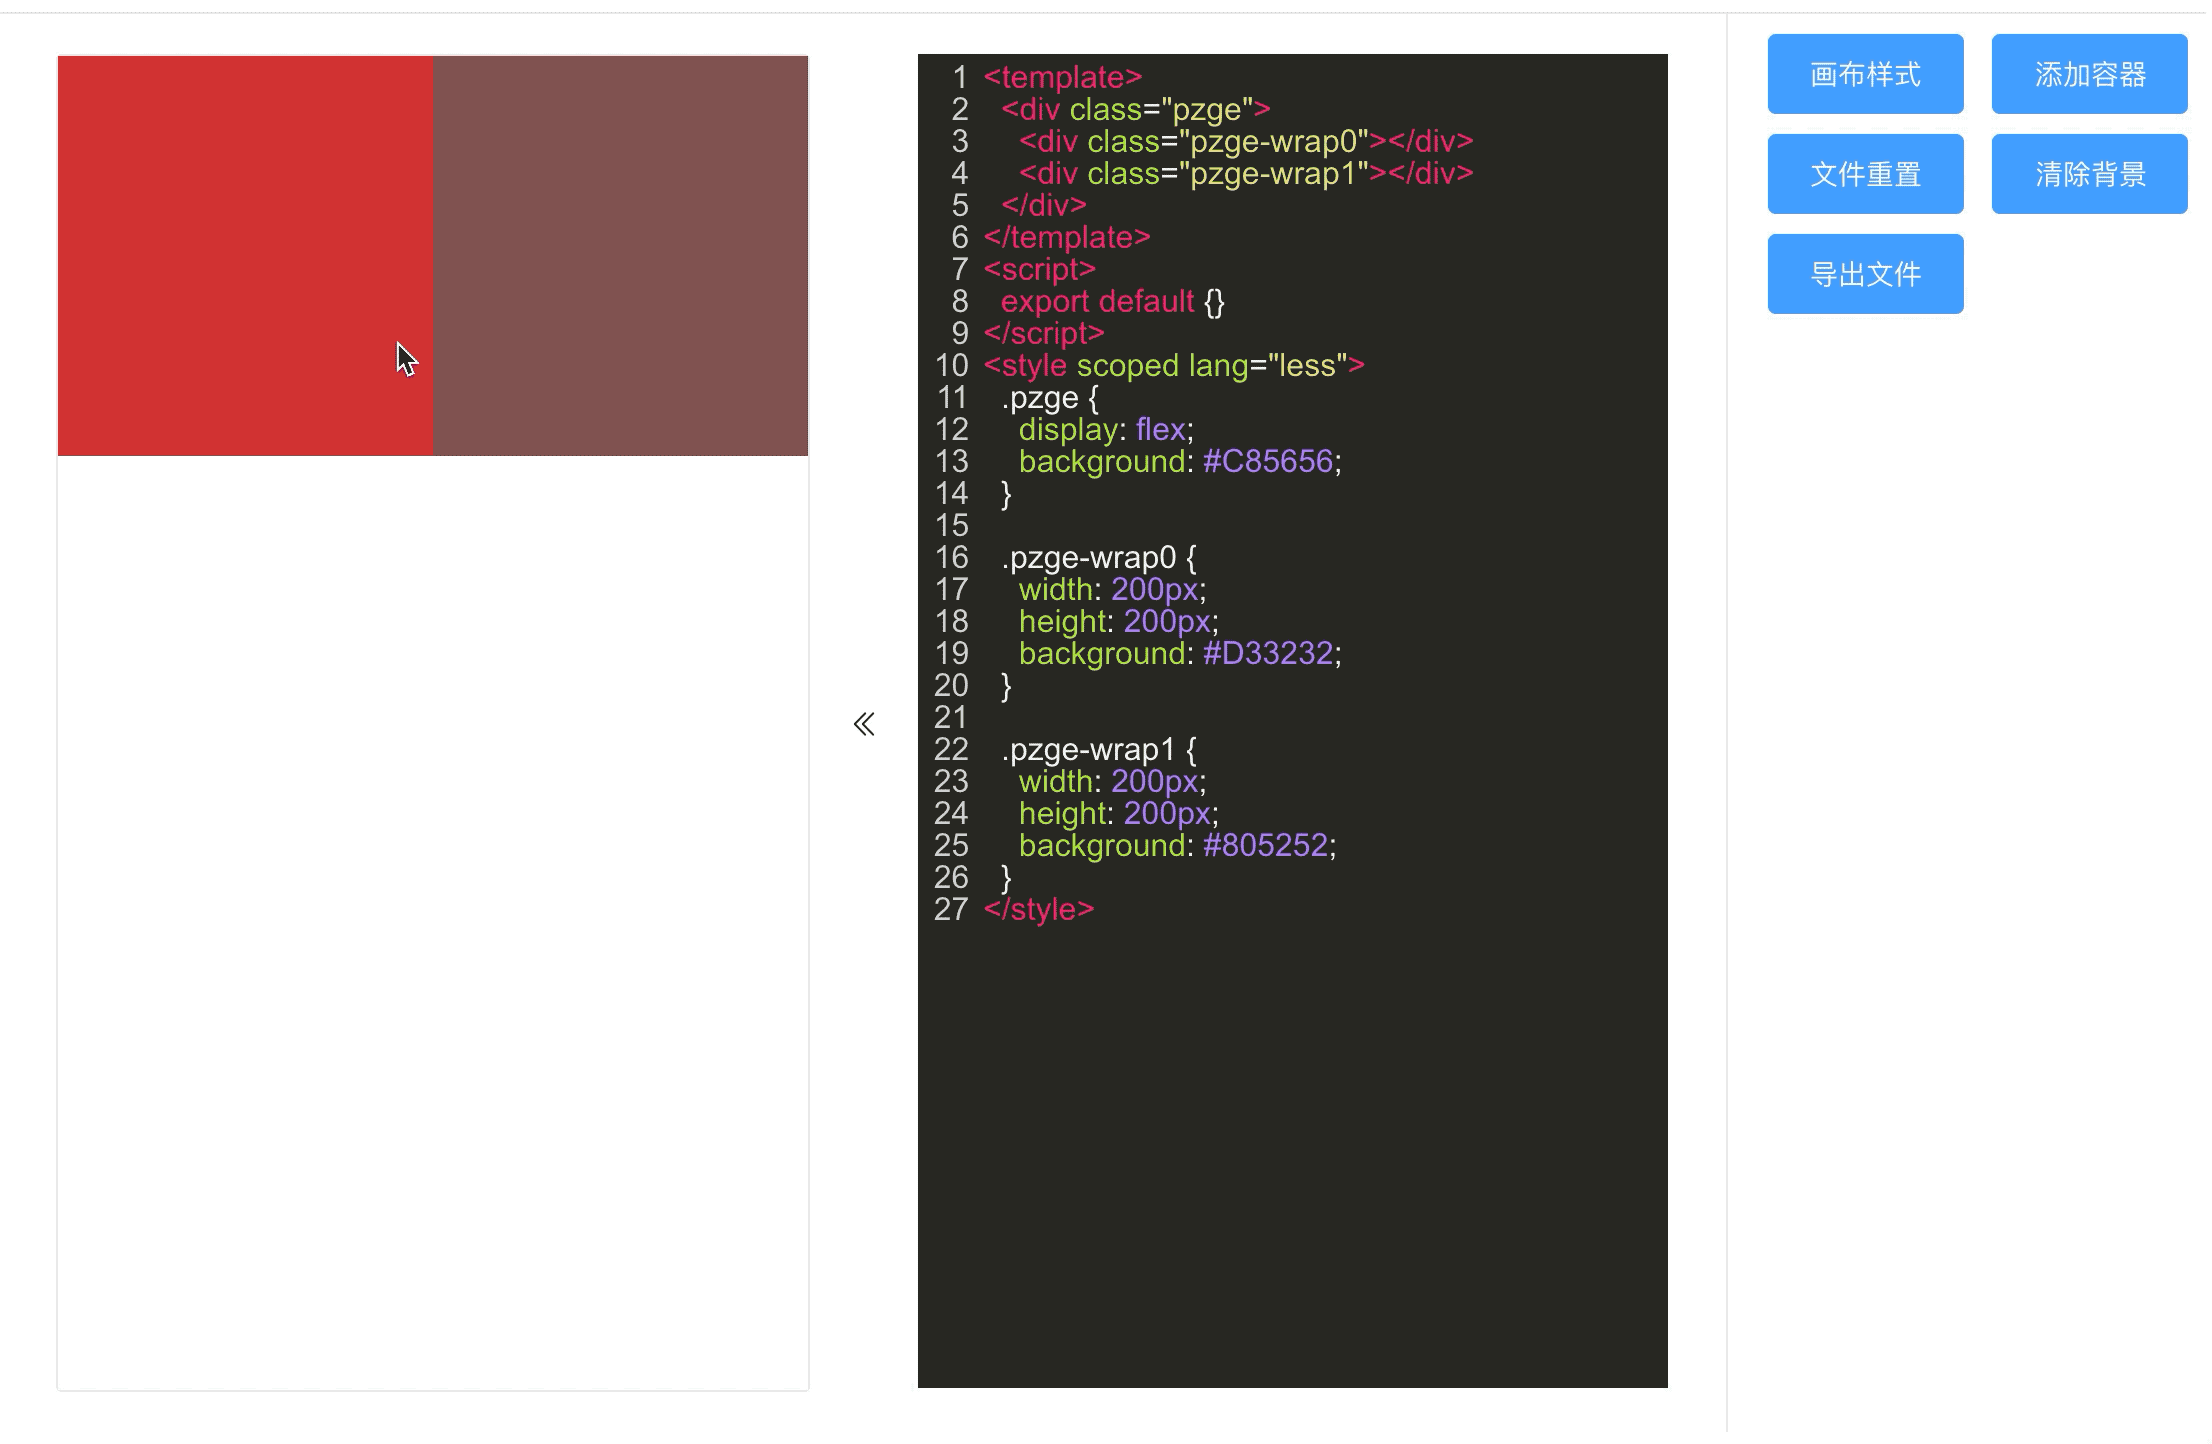 1 <template>
2 <div class="pzge">
3 <div class="pzge-wrap0"></div>
4 <div class="pzge-wrap1"></div>
5 </div>
6 </template>
7 <script>
8 export default {}
9 </script>
10 <style scoped lang="less">
11 .pzge {
12 display: flex;
13 background: #C85656;
14 }
15
16 .pzge-wrap0 {
17 width: 200px;
18 height: 200px;
19 background: #D33232;
20 }
21
22 .pzge-wrap1 {
23 width: 200px;
24 height: 200px;
25 background: #805252;
26 }
27 </style>
画布样式 添加容器
文件重置 清除背景
导出文件